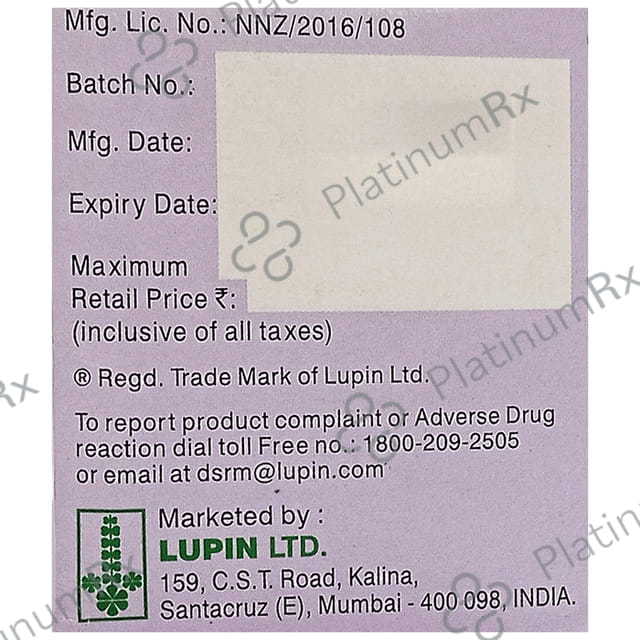 Mfg. Lic. No.: NNZ/2016/108
Batch No.:
Mfg. Date:
Expiry Date:
Maximum
Retail Price ₹:
(inclusive of all taxes)
® Regd. Trade Mark of Lupin Ltd.
To report product complaint or Adverse Drug
reaction dial toll Free no.: 1800-209-2505
or email at dsrm@lupin.com
Marketed by :
LUPIN LTD.
159, C.S.T. Road, Kalina,
Santacruz (E), Mumbai - 400 098, INDIA.
PlatinumRx
PlatinumRx
Rx
Platin
inumRx